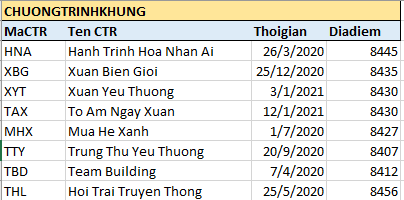 CHUONGTRINHKHUNG
MaCTR Ten CTR Thoigian Diadiem
HNA Hanh Trinh Hoa Nhan Ai 26/3/2020 8445
XBG Xuan Bien Gioi 25/12/2020 8435
XYT Xuan Yeu Thuong 3/1/2021 8430
TAX To Am Ngay Xuan 12/1/2021 8430
MHX Mua He Xanh 1/7/2020 8427
TTY Trung Thu Yeu Thuong 20/9/2020 8407
TBD Team Building 7/4/2020 8412
THL Hoi Trai Truyen Thong 25/5/2020 8456